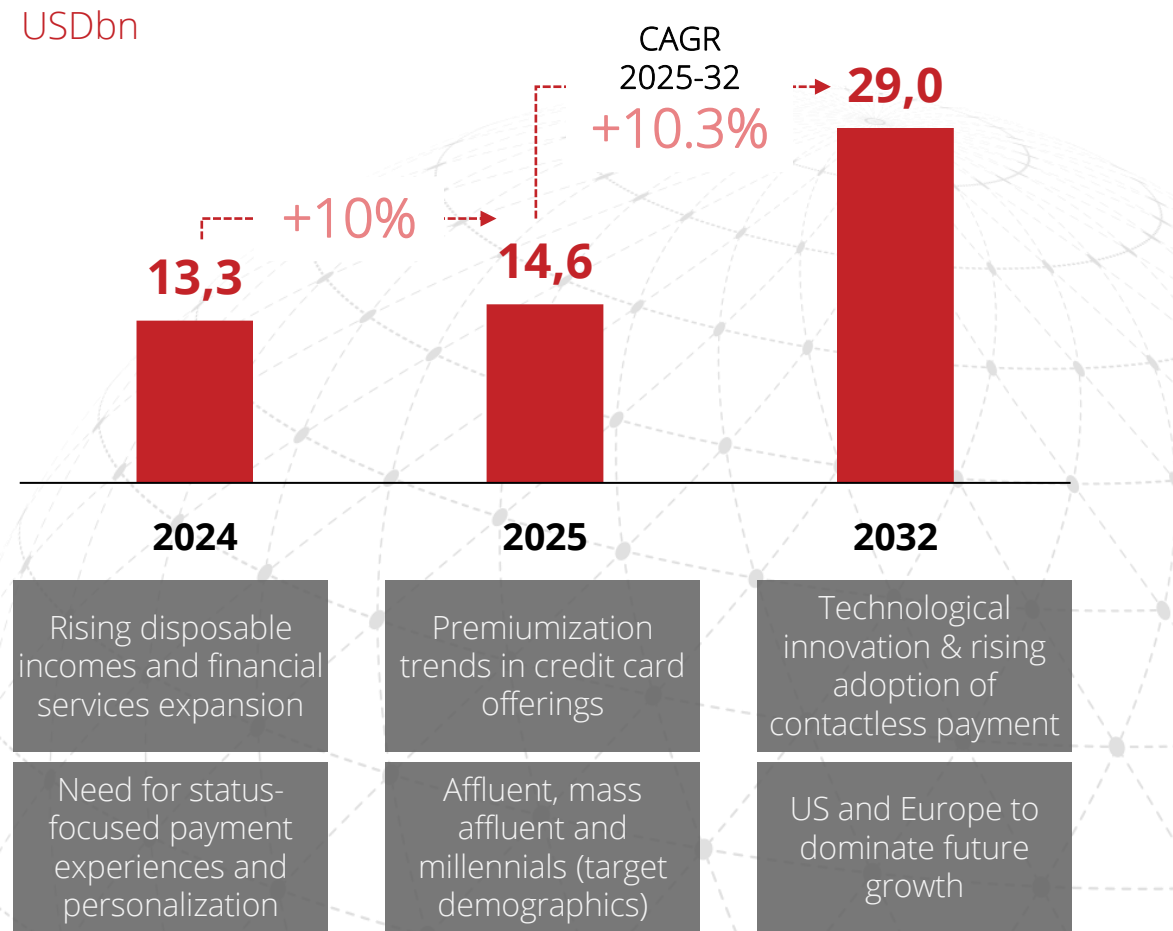 USDbn
CAGR
2025-32
+10.3%
29,0
+10%
14,6
13,3
2024
2025
2032
Rising disposable
incomes and financial
services expansion
Premiumization
trends in credit card
offerings
Technological
innovation & rising
adoption of
contactless payment
Need for status-
focused payment
experiences and
personalization
Affluent, mass
affluent and
millennials (target
demographics)
US and Europe to
dominate future
growth